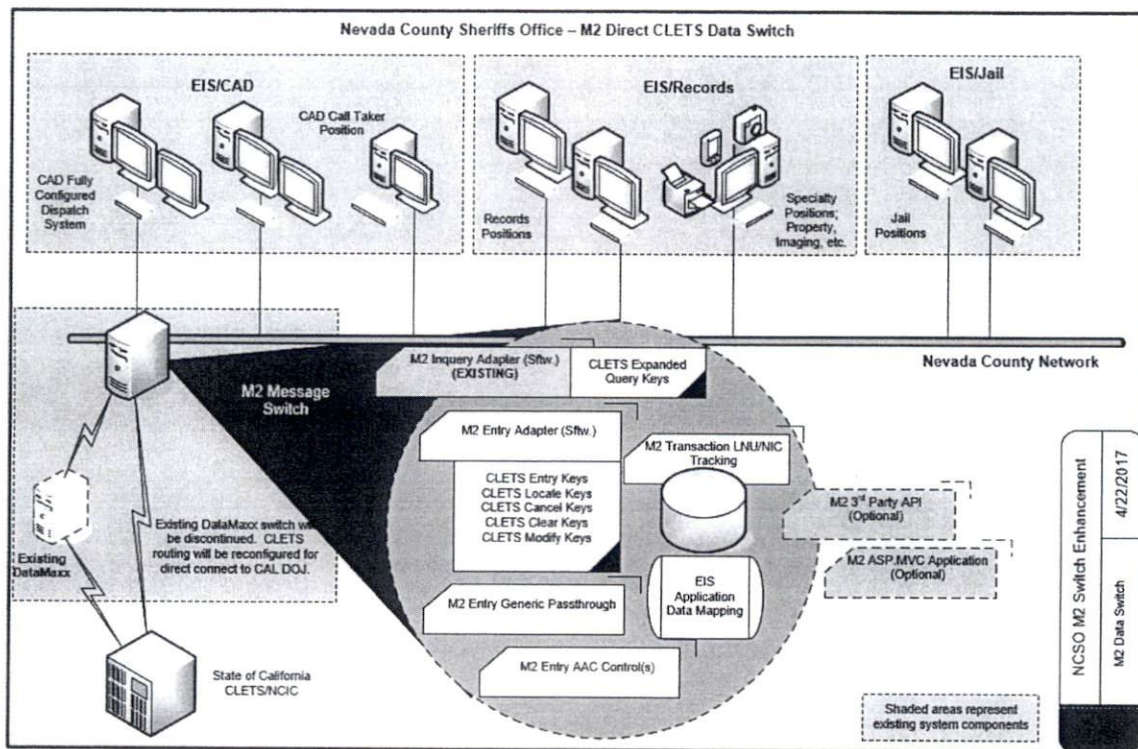 Nevada County Sheriffs Office – M2 Direct CLETS Data Switch
EIS/CAD
CAD Call Taker
Position
CAD Fully
Configured
Dispatch
System
EIS/Records
Records
Positions
Specialty
Positions;
Property,
Imaging, etc.
EIS/Jail
Jail
Positions
Nevada County Network
M2 Message
Switch
M2 Inquery Adapter (Sftw.)
(EXISTING)
CLETS Expanded
Query Keys
M2 Entry Adapter (Sftw.)
CLETS Entry Keys
CLETS Locale Keys
CLETS Cancel Keys
CLETS Clear Keys
CLETS Modify Keys
M2 Transaction LNU/NIC
Tracking
M2 3rd Party API
(Optional)
M2 ASP.MVC Application
(Optional)
EIS
Application
Data Mapping
M2 Entry Generic Passthrough
M2 Entry AAC Control(s)
Existing DataMaxx switch
be discontinued. CLETS
routing will be reconfigured for
direct connect to CAL DOJ.
Existing
DataMaxx
State of California
CLETS/NCIC
Shaded areas represent
existing system components
NCSO M2 Switch Enhancement
M2 Data Switch
4/22/2017